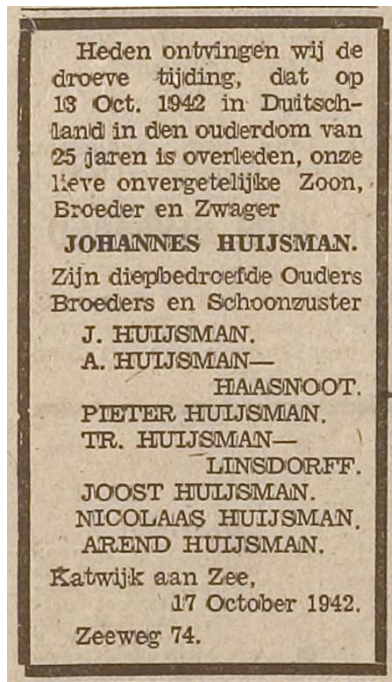 Heden ontvingen wij de
droeve tijding, dat op
13 Oct. 1942 in Duitsch-
land in den ouderdom van
25 jaren is overleden, onze
lieve onvergetelijke Zoon,
Broeder en Zwager
JOHANNES HUIJSMAN.
Zijn diepbedroefde Ouders
Broeders en Schoonzuster
J. HUIJSMAN.
A. HUIJSMAN—
HAASNOOT.
PIETER HUIJSMAN.
TR. HUIJSMAN—
LINSDORFF.
JOOST HUIJSMAN.
NICOLAAS HUIJSMAN.
AREND HUIJSMAN.
Katwijk aan Zee,
17 October 1942.
Zeeweg 74.